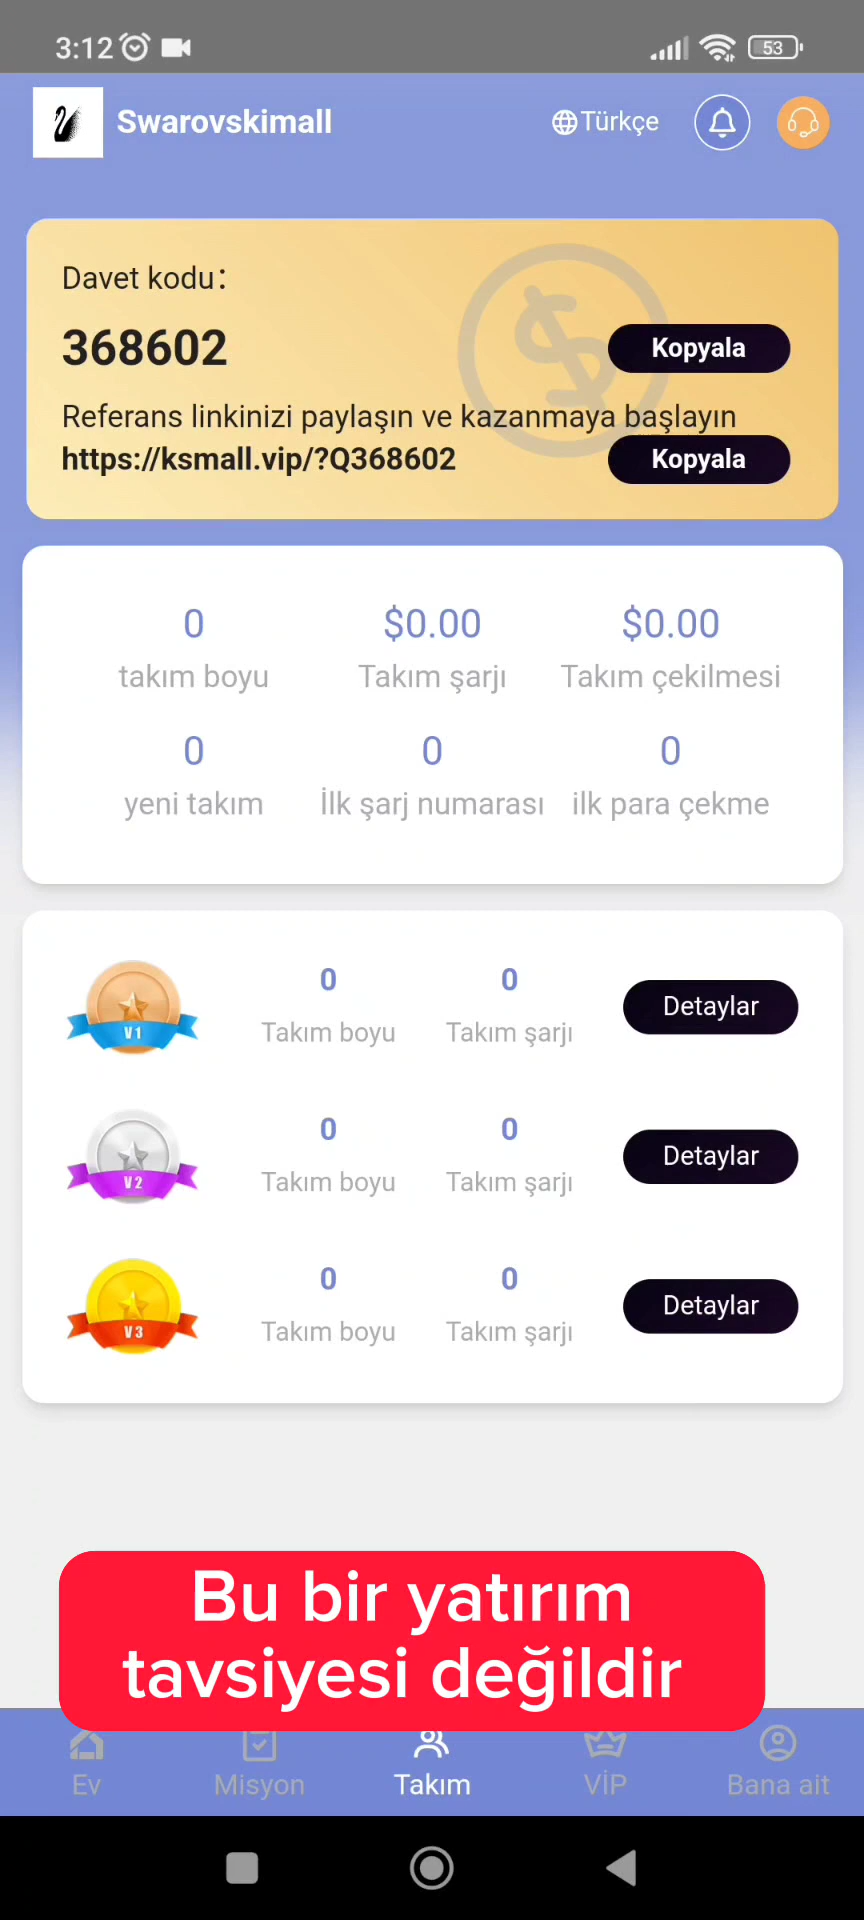 3:12
53
Swarovskimall
Türkçe
Davet kodu:
368602
Kopyala
Referans linkinizi paylaşın ve kazanmaya başlayın
https://ksmall.vip/?Q368602
Kopyala
0 $0.00 $0.00
takım boyu Takım şarjı Takım çekilmesi
0 0 0
yeni takım İlk şarj numarası ilk para çekme
0 0
V1 Takım boyu Takım şarjı Detaylar
0 0
V2 Takım boyu Takım şarjı Detaylar
0 0
V3 Takım boyu Takım şarjı Detaylar
Bu bir yatırım
tavsiyesi değildir
Ev Misyon Takım VİP Bana ait